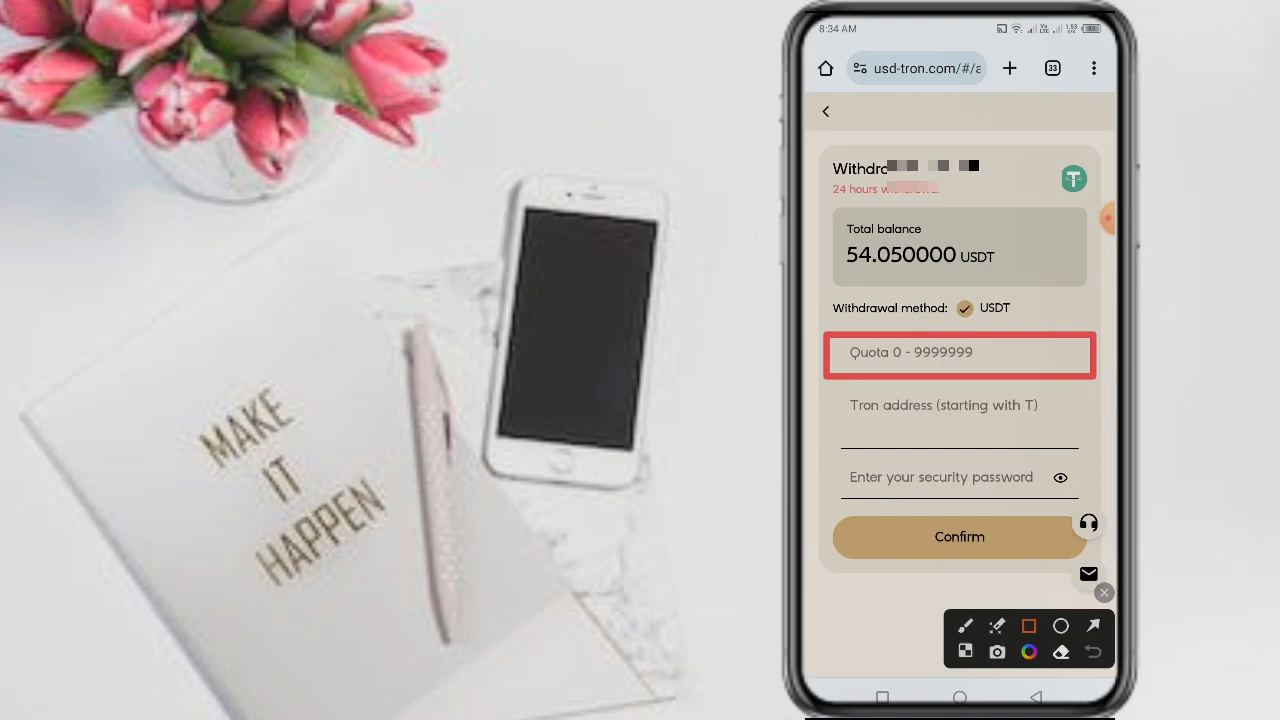 MAKE
IT
HAPPEN
8:34 AM
usd-tron.com/#/a
33
24 hours
Total balance
54.050000 USDT
Withdrawal method: USDT
Quota 0 - 9999999
Tron address (starting with T)
Enter your security password
Confirm